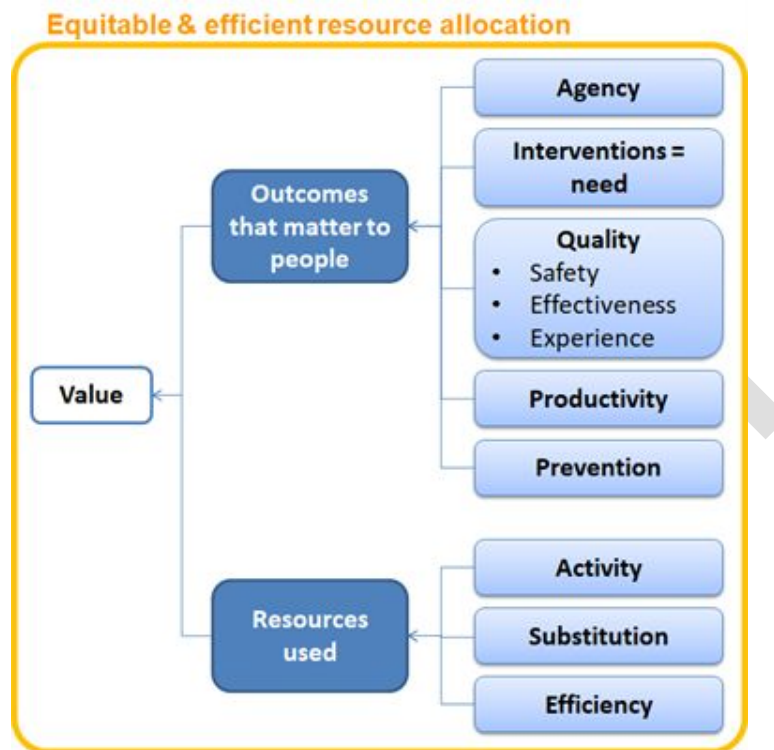 Equitable & efficient resource allocation
Agency
Interventions =
need
Outcomes
that matter to
people
Quality
• Safety
• Effectiveness
• Experience
Value
Productivity
Prevention
Activity
Resources
used
Substitution
Efficiency